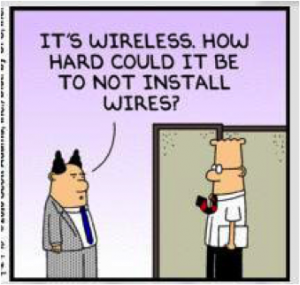 IT'S WIRELESS. HOW
HARD COULD IT BE
TO NOT INSTALL
WIRES?